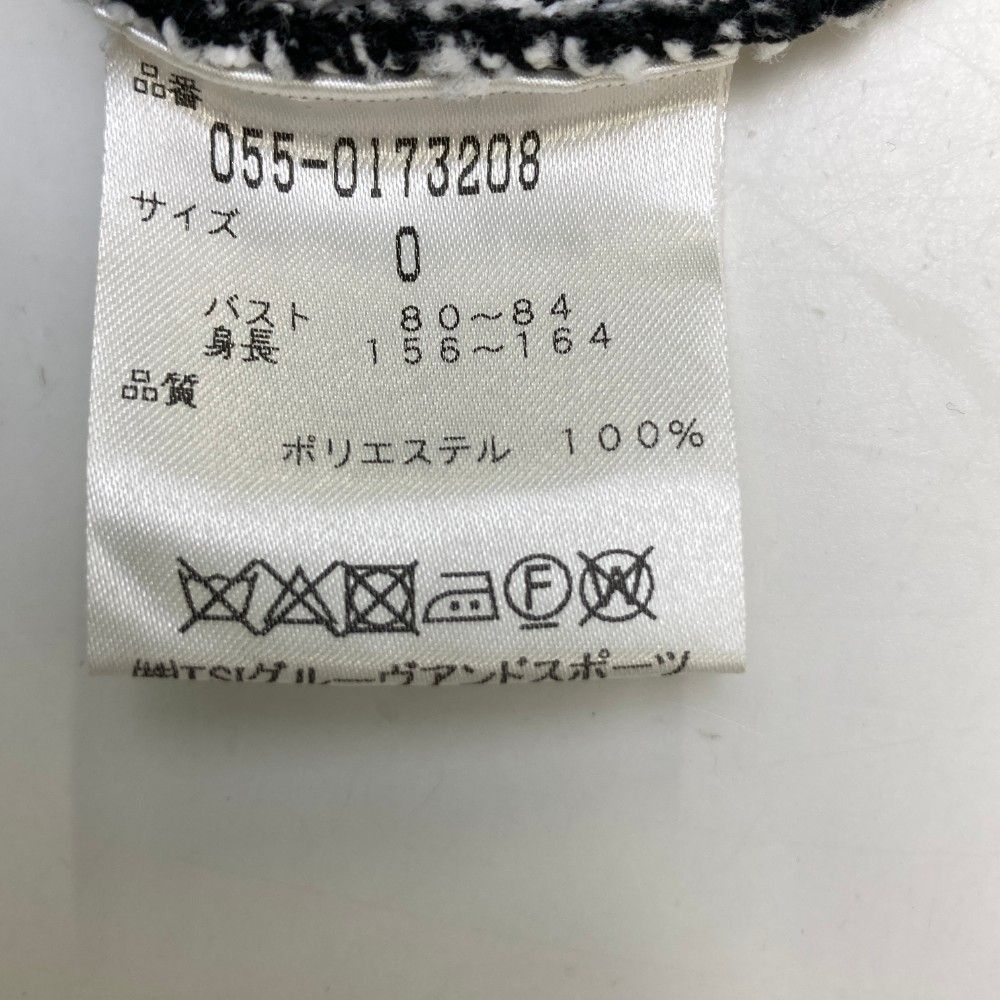 品番
055-0173208
サイズ
0
バスト 80～84
身長 156～164
品質
ポリエステル 100%
F W
㈱TSIグルーヴアンドスポーツ